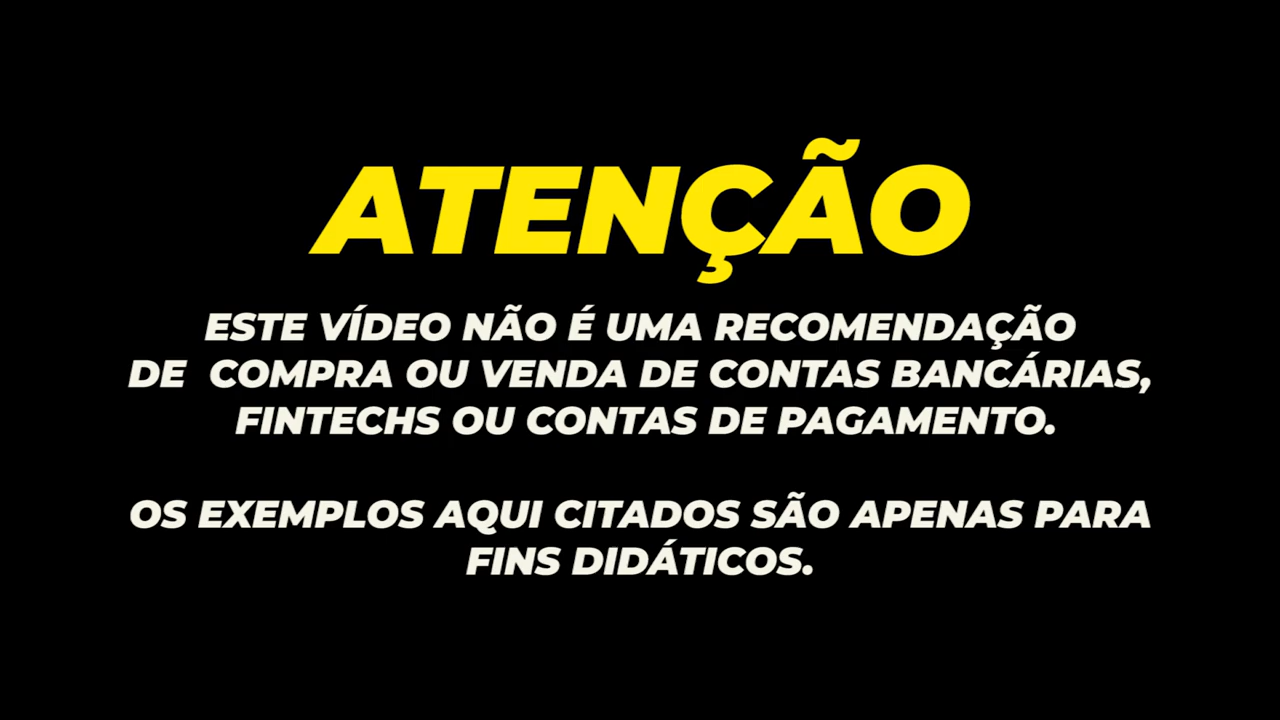 ATENÇÃO
ESTE VÍDEO NÃO É UMA RECOMENDAÇÃO
DE COMPRA OU VENDA DE CONTAS BANCÁRIAS,
FINTECHS OU CONTAS DE PAGAMENTO.
OS EXEMPLOS AQUI CITADOS SÃO APENAS PARA
FINS DIDÁTICOS.